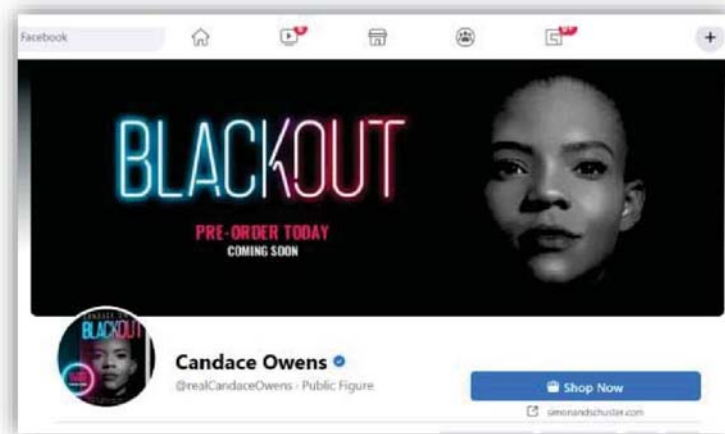 Facebook
BLACKOUT
PRE-ORDER TODAY
COMING SOON
BLACKOUT
Candace Owens
@realCandaceOwens · Public Figure
Shop Now
simonandschuster.com